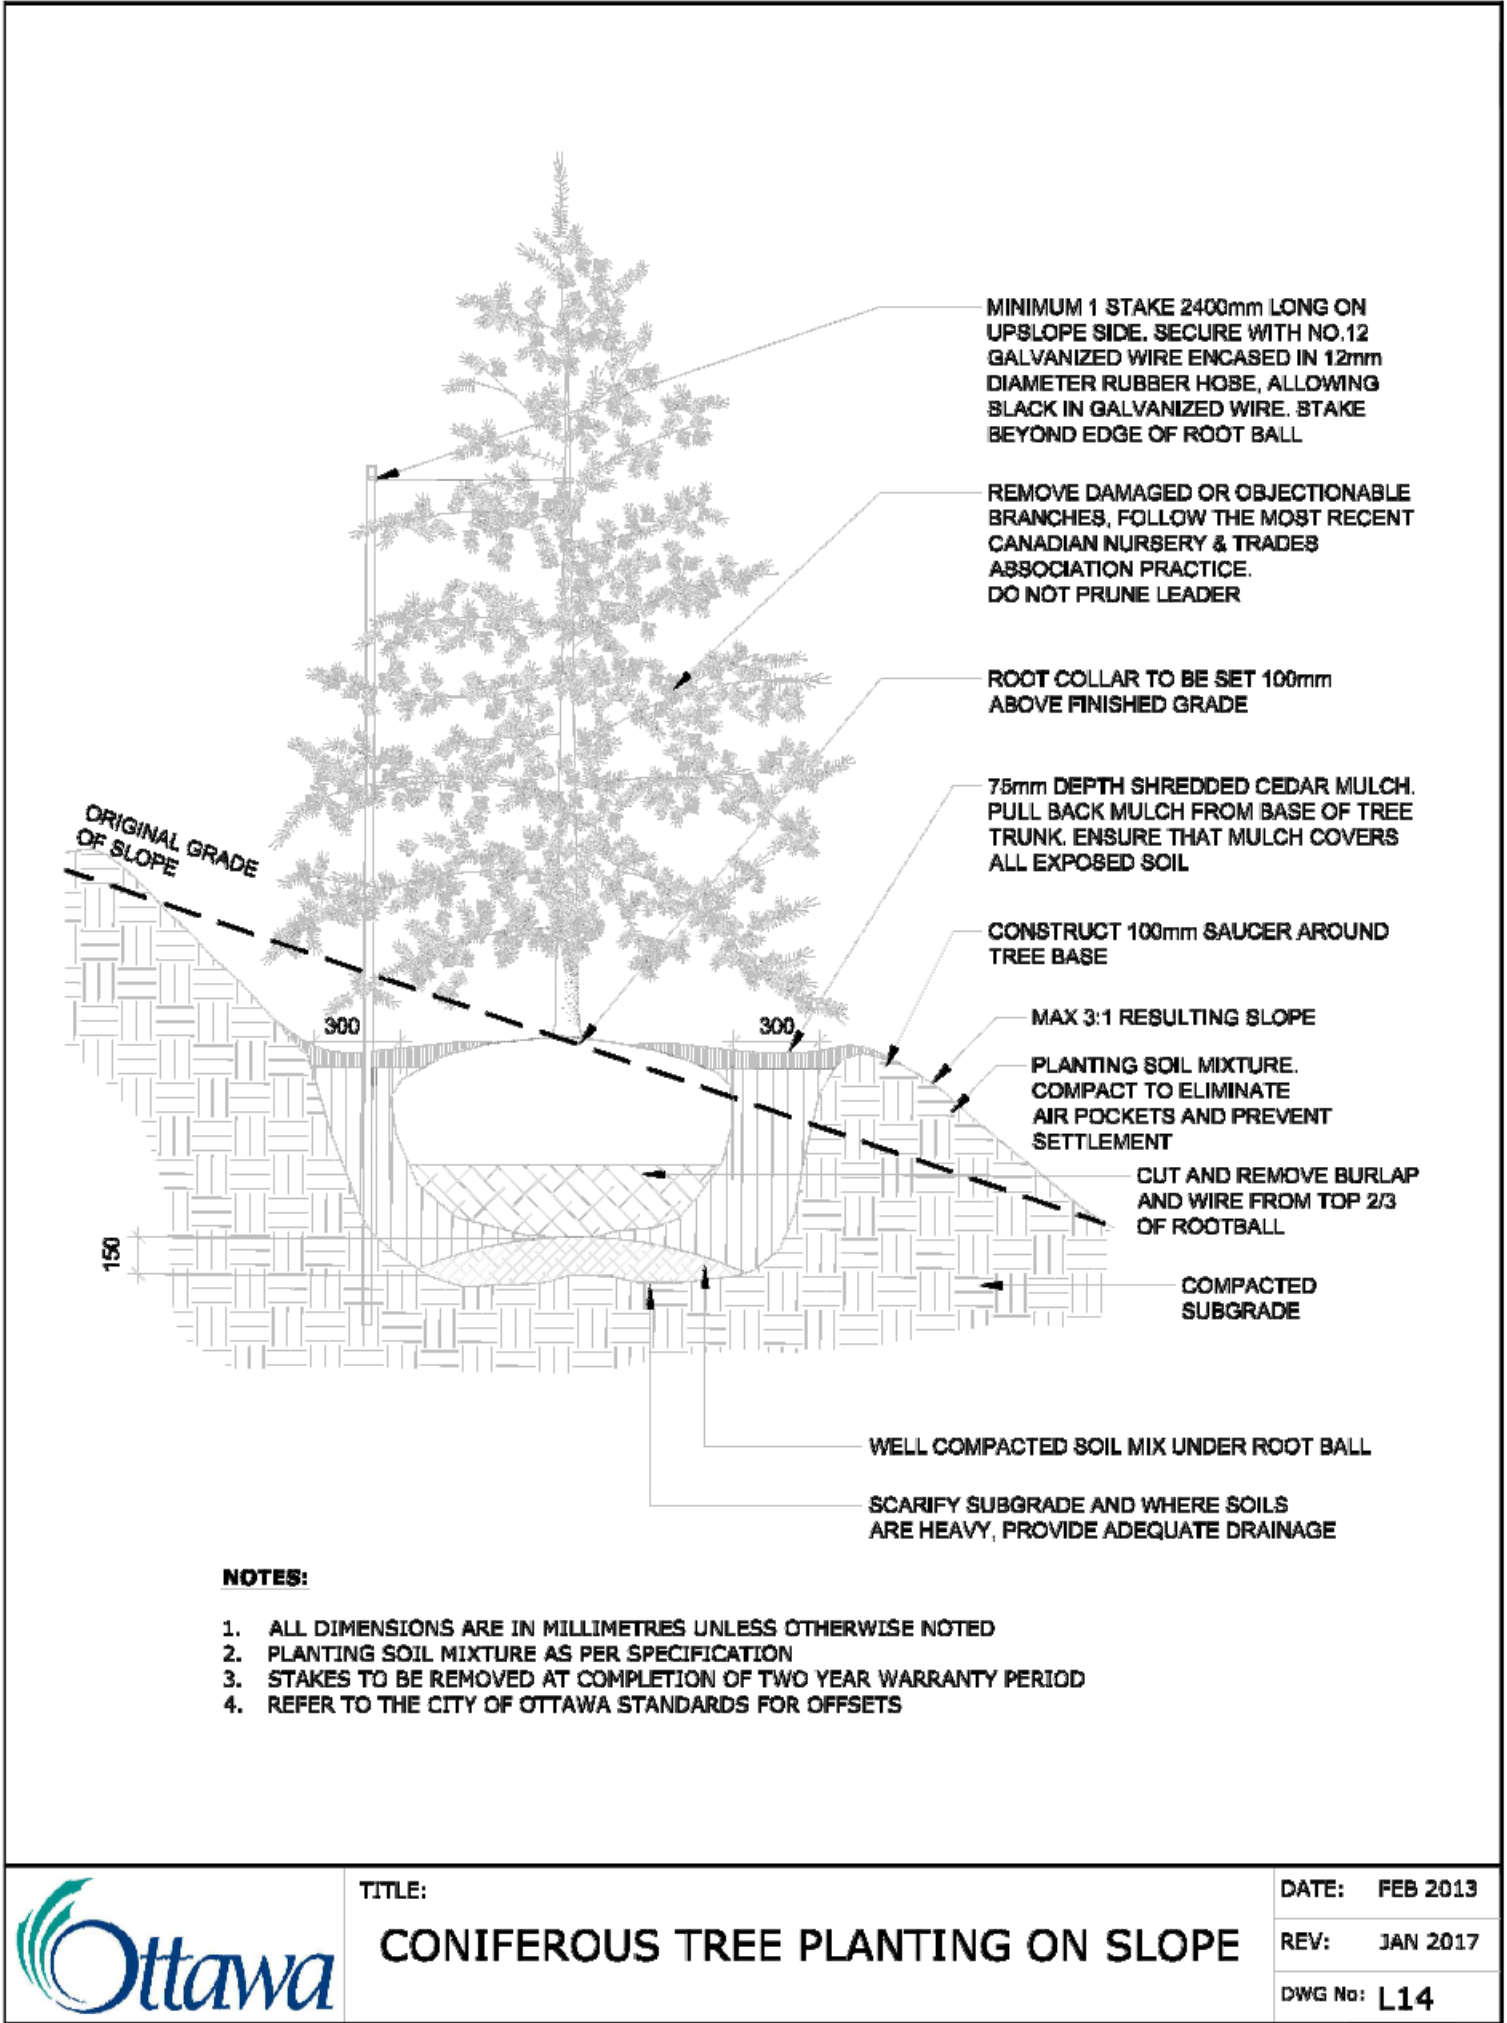 MINIMUM 1 STAKE 2400mm LONG ON
UPSLOPE SIDE. SECURE WITH NO.12
GALVANIZED WIRE ENCASED IN 12mm
DIAMETER RUBBER HOSE, ALLOWING
SLACK IN GALVANIZED WIRE. STAKE
BEYOND EDGE OF ROOT BALL
REMOVE DAMAGED OR OBJECTIONABLE
BRANCHES, FOLLOW THE MOST RECENT
CANADIAN NURSERY & TRADES
ASSOCIATION PRACTICE.
DO NOT PRUNE LEADER
ROOT COLLAR TO BE SET 100mm
ABOVE FINISHED GRADE
75mm DEPTH SHREDDED CEDAR MULCH.
PULL BACK MULCH FROM BASE OF TREE
TRUNK. ENSURE THAT MULCH COVERS
ALL EXPOSED SOIL
ORIGINAL GRADE
OF SLOPE
CONSTRUCT 100mm SAUCER AROUND
TREE BASE
300
300
MAX 3:1 RESULTING SLOPE
PLANTING SOIL MIXTURE.
COMPACT TO ELIMINATE
AIR POCKETS AND PREVENT
SETTLEMENT
CUT AND REMOVE BURLAP
AND WIRE FROM TOP 2/3
OF ROOTBALL
150
COMPACTED
SUBGRADE
WELL COMPACTED SOIL MIX UNDER ROOT BALL
SCARIFY SUBGRADE AND WHERE SOILS
ARE HEAVY, PROVIDE ADEQUATE DRAINAGE
NOTES:
1. ALL DIMENSIONS ARE IN MILLIMETRES UNLESS OTHERWISE NOTED
2. PLANTING SOIL MIXTURE AS PER SPECIFICATION
3. STAKES TO BE REMOVED AT COMPLETION OF TWO YEAR WARRANTY PERIOD
4. REFER TO THE CITY OF OTTAWA STANDARDS FOR OFFSETS
Ottawa
TITLE:
CONIFEROUS TREE PLANTING ON SLOPE
DATE: FEB 2013
REV: JAN 2017
DWG No: L14